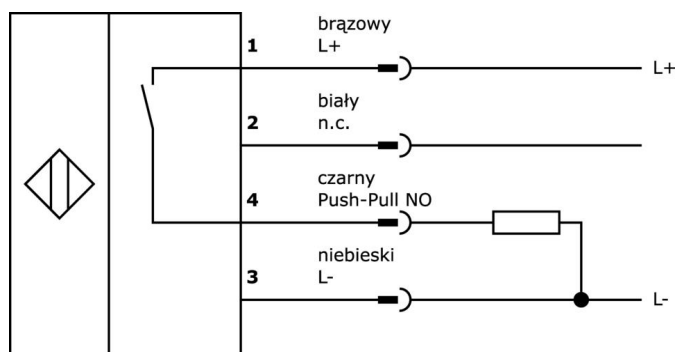 1
brązowy
L+
L+
2
biały
n.c.
4
czarny
Push-Pull NO
3
niebieski
L-
L-